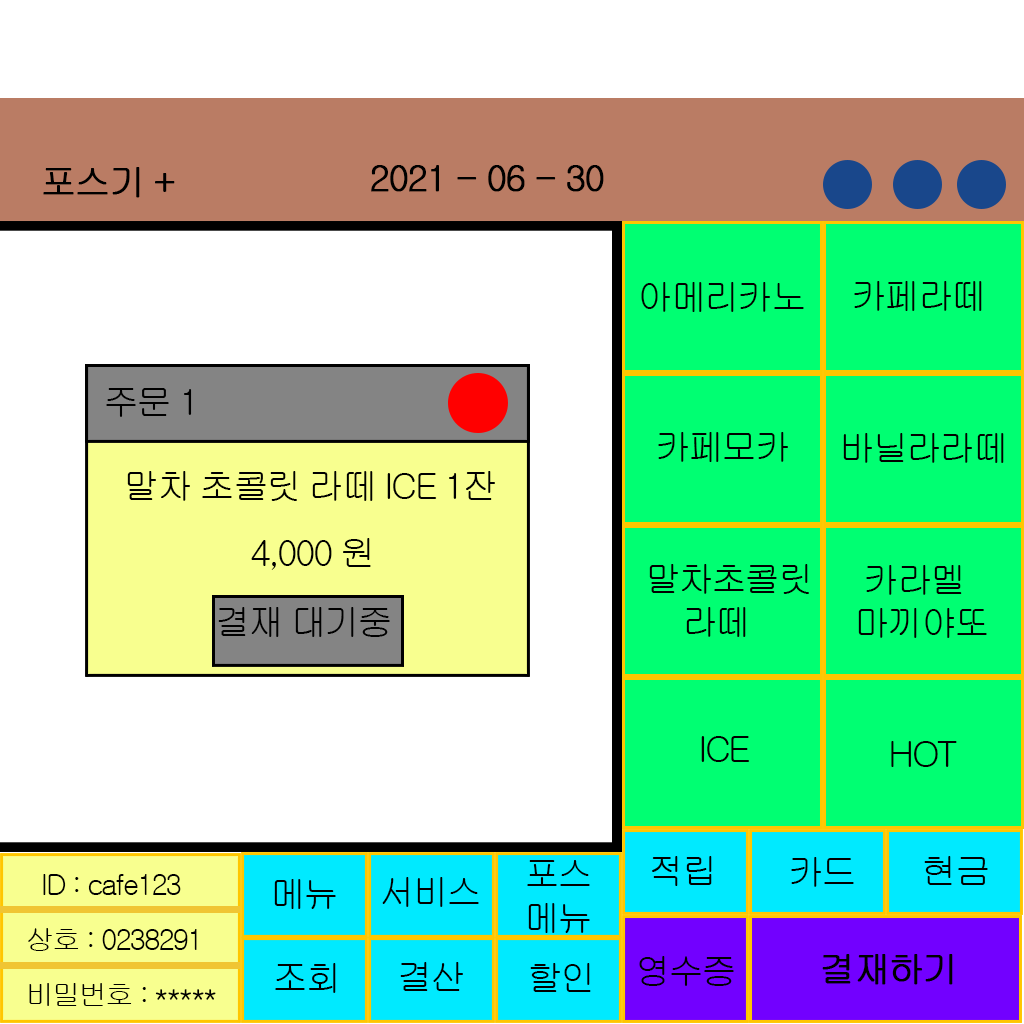 포스기 +
2021 - 06 - 30
주문 1
말차 초콜릿 라떼 ICE 1잔
4,000 원
결재 대기중
아메리카노
카페라떼
카페모카
바닐라라떼
말차초콜릿
라떼
카라멜
마끼야또
ICE
HOT
적립
카드
현금
영수증
결재하기
ID : cafe123
상호 : 0238291
비밀번호 : *****
메뉴
서비스
포스
메뉴
조회
결산
할인